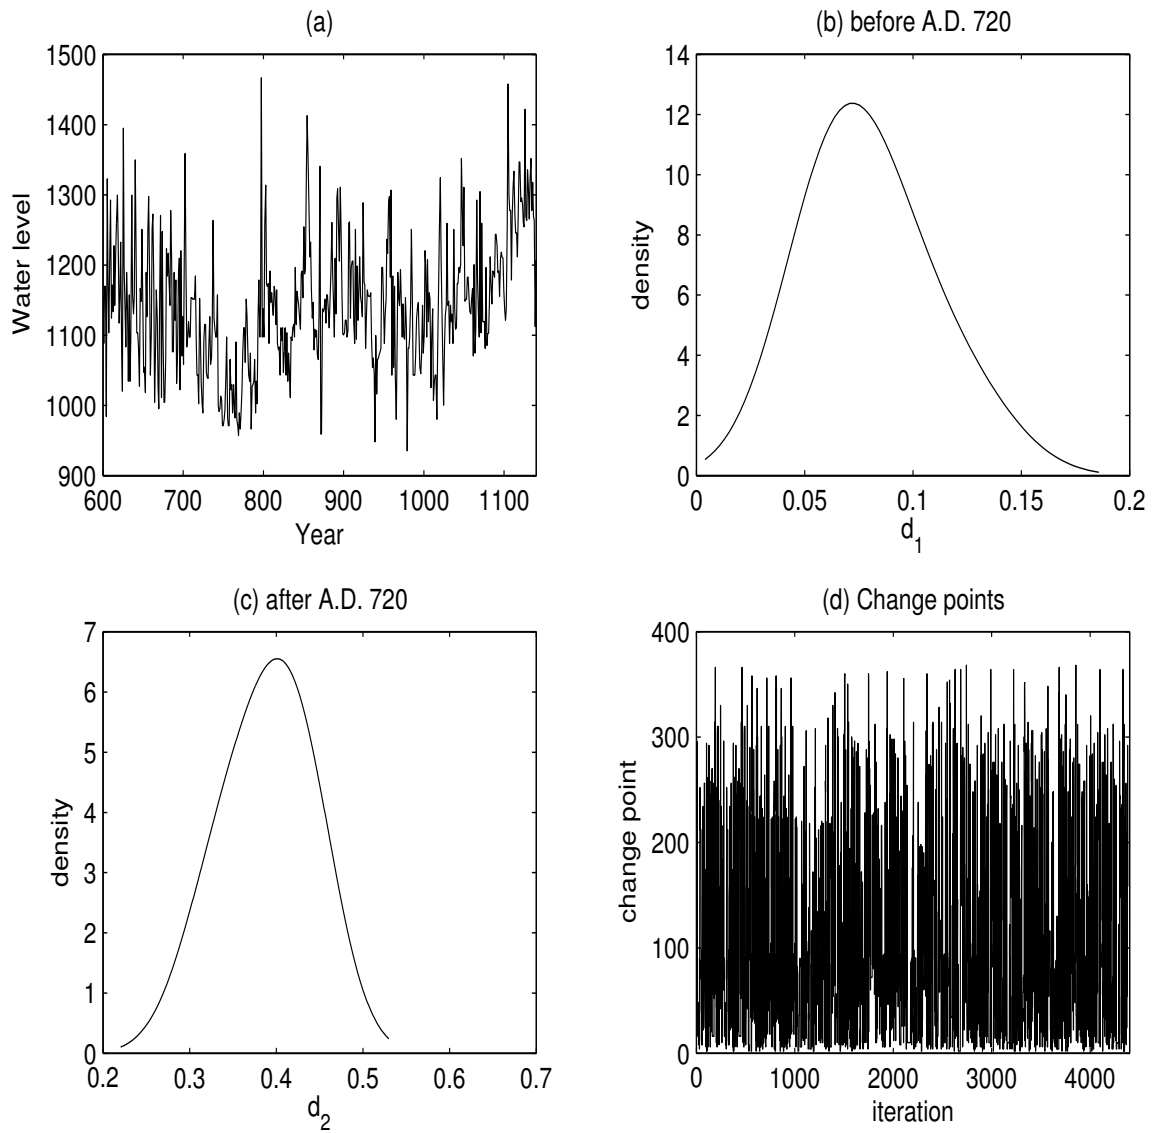 (a)
1500
1400
1300
1200
1100
1000
900
Water level
600 700 800 900 1000 1100
Year
(b) before A.D. 720
14
12
10
8
6
4
2
0
density
0 0.05 0.1 0.15 0.2
d1
(c) after A.D. 720
7
6
5
4
3
2
1
0
density
0.2 0.3 0.4 0.5 0.6 0.7
d2
(d) Change points
400
300
200
100
0
change point
0 1000 2000 3000 4000
iteration